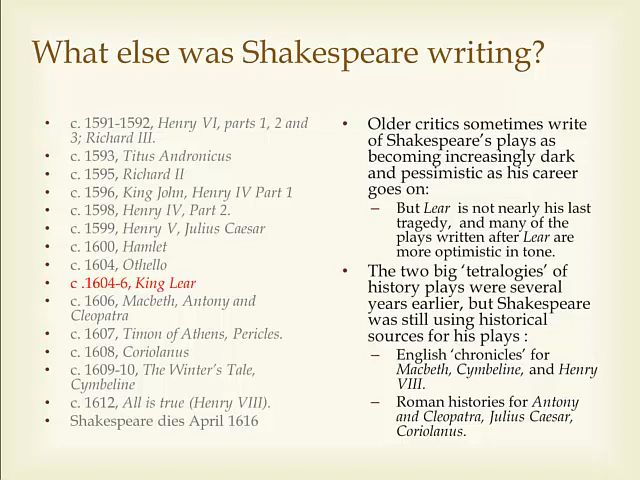 What else was Shakespeare writing?
• c. 1591-1592, Henry VI, parts 1, 2 and
3; Richard III.
• c. 1593, Titus Andronicus
• c. 1595, Richard II
• c. 1596, King John, Henry IV Part 1
• c. 1598, Henry IV, Part 2.
• c. 1599, Henry V, Julius Caesar
• c. 1600, Hamlet
• c. 1604, Othello
• c .1604-6, King Lear
• c. 1606, Macbeth, Antony and
Cleopatra
• c. 1607, Timon of Athens, Pericles.
• c. 1608, Coriolanus
• c. 1609-10, The Winter's Tale,
Cymbeline
• c. 1612, All is true (Henry VIII).
• Shakespeare dies April 1616
• Older critics sometimes write
of Shakespeare's plays as
becoming increasingly dark
and pessimistic as his career
goes on:
– But Lear is not nearly his last
tragedy, and many of the
plays written after Lear are
more optimistic in tone.
• The two big 'tetralogies' of
history plays were several
years earlier, but Shakespeare
was still using historical
sources for his plays :
– English 'chronicles' for
Macbeth, Cymbeline, and Henry
VIII.
– Roman histories for Antony
and Cleopatra, Julius Caesar,
Coriolanus.